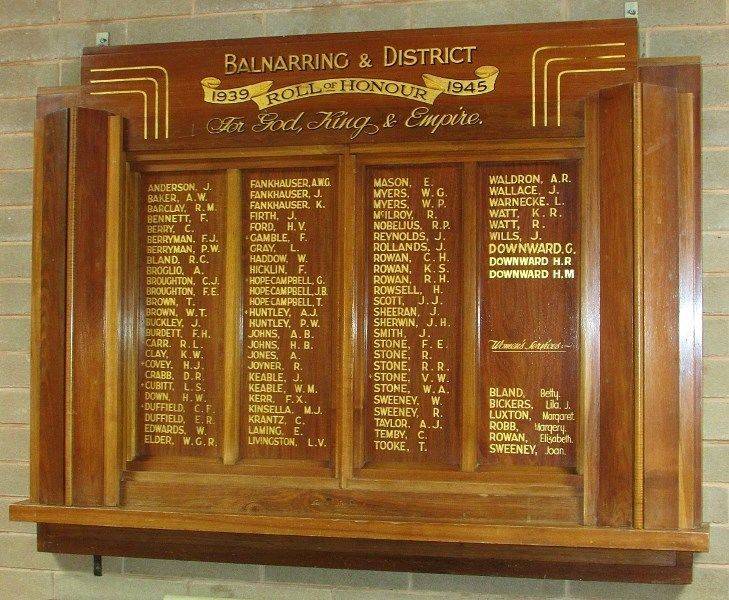 BALNARRING & DISTRICT
1939 ROLL OF HONOUR 1945
For God, King & Empire.
ANDERSON, J.
BAKER, A.W.
BARCLAY, R.M.
BENNETT, F.
BERRY, C.
BERRYMAN, F.J.
BERRYMAN, P.W.
BLAND, R.C.
BROGLIO, A.
BROUGHTON, C.J.
BROUGHTON, F.E.
BROWN, T.
BROWN, W.T.
BUCKLEY, J.
BURDETT, F.H.
CARR, R.L.
CLAY, K.W.
COVEY, H.J.
CRABB, D.R.
CUBITT, L.S.
DOWN, H.W.
DUFFIELD, C.F.
DUFFIELD, E.R.
EDWARDS, W.
ELDER, W.G.R.
FANKHAUSER, A.W.G.
FANKHAUSER, J.
FANKHAUSER, K.
FIRTH, J.
FORD, H.V.
GAMBLE, F.
GRAY, L.
HADDOW, W.
HICKLIN, F.
HOPE-CAMPBELL, G.
HOPE-CAMPBELL, J.B.
HOPE-CAMPBELL, T.
HUNTLEY, A.J.
HUNTLEY, P.W.
JOHNS, A.B.
JOHNS, H.B.
JONES, A.
JOYNER, R.
KEABLE, J.
KEABLE, W.M.
KERR, F.X.
KINSELLA, M.J.
KRANTZ, C.
LAMING, E.
LIVINGSTON, L.V.
MASON, E.
MYERS, W.G.
MYERS, W.P.
McILROY, R.
NOBELIUS, R.P.
REYNOLDS, J.
ROLLANDS, J.
ROWAN, C.H.
ROWAN, K.S.
ROWAN, R.H.
ROWSELL, H.
SCOTT, J.J.
SHEERAN, J.
SHERWIN, J.H.
SMITH, J.
STONE, F.E.
STONE, R.
STONE, R.R.
STONE, V.W.
STONE, W.A.
SWEENEY, W.
SWEENEY, R.
TAYLOR, A.J.
TEMBY, C.
TOOKE, T.
WALDRON, A.R.
WALLACE, J.
WARNECKE, L.
WATT, K.R.
WATT, R.
WILLS, J.
DOWNWARD, G.
DOWNWARD H.R
DOWNWARD H.M
Women's Services:~
BLAND, Betty.
BICKERS, Lila. J.
LUXTON, Margaret.
ROBB, Margery.
ROWAN, Elisabeth.
SWEENEY, Joan.